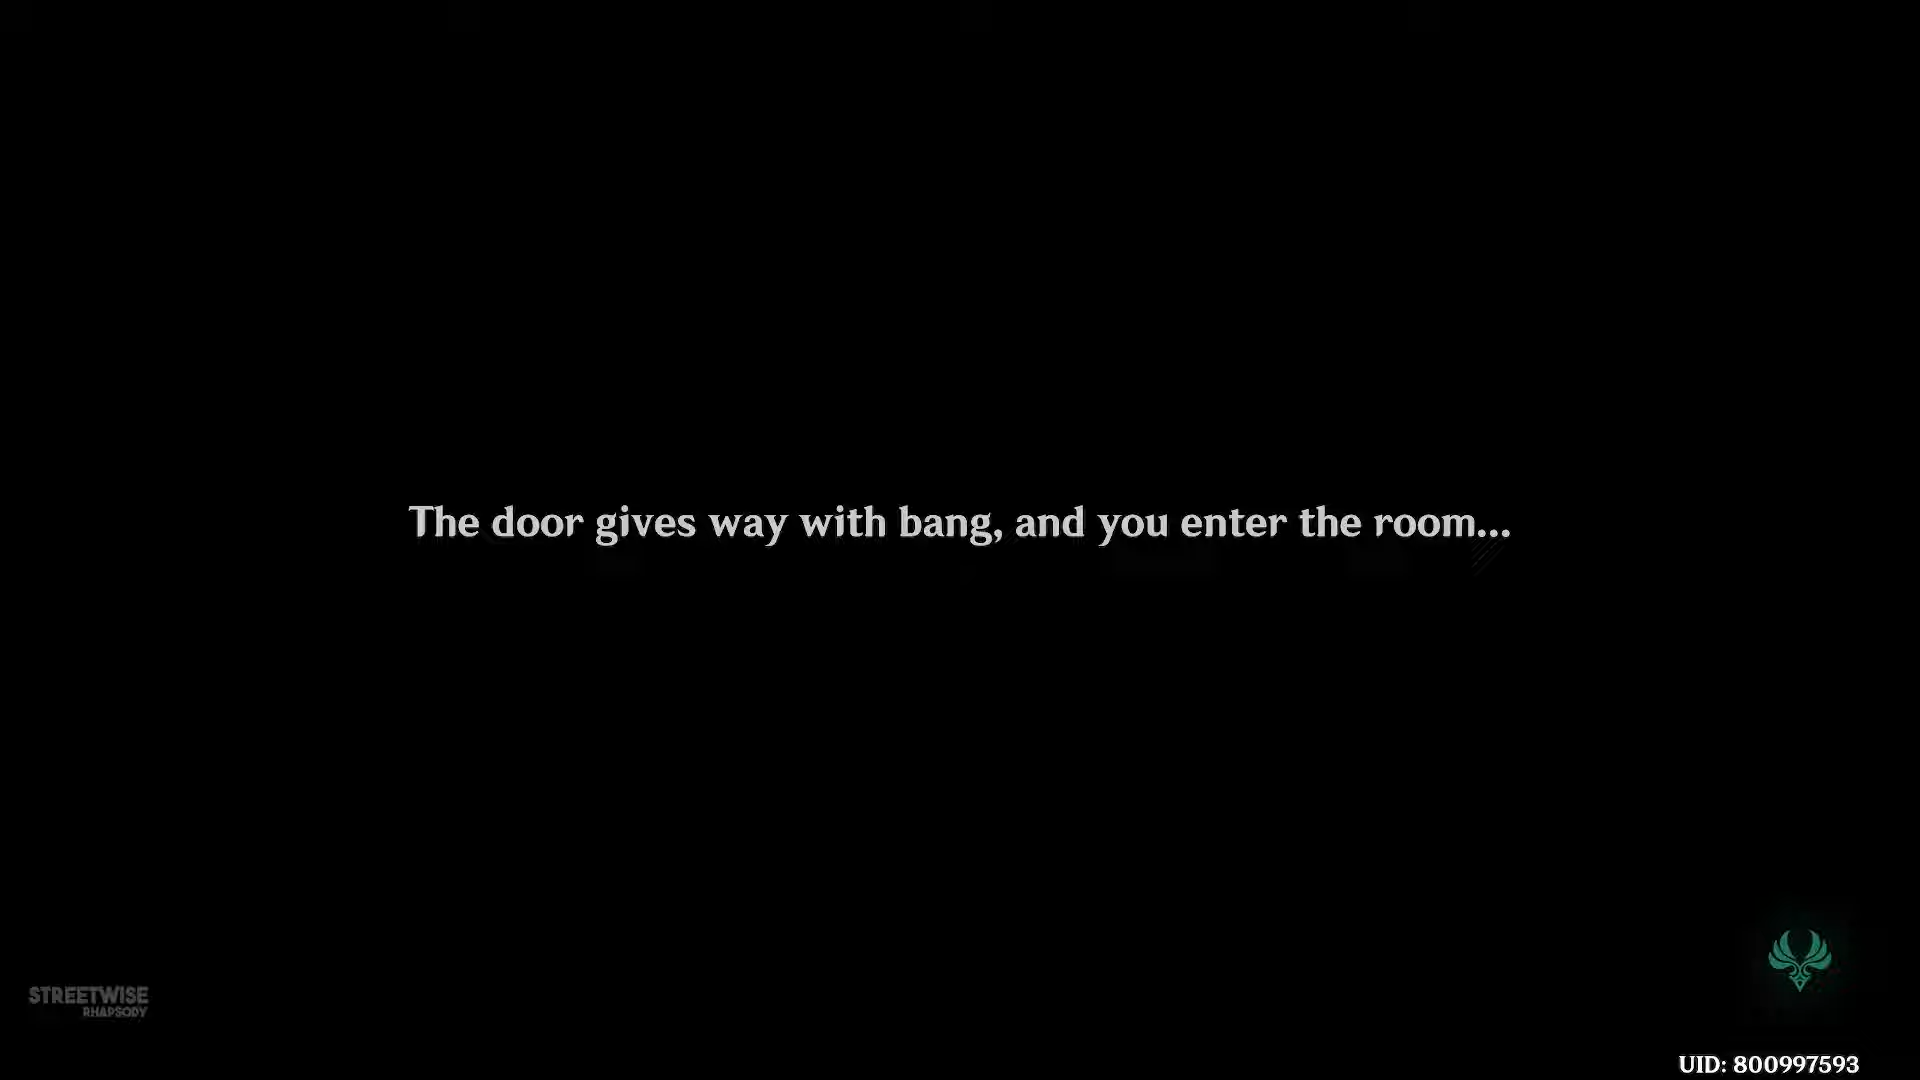 The door gives way with bang, and you enter the room...
STREETWISE
RHAPSODY
UID: 800997593